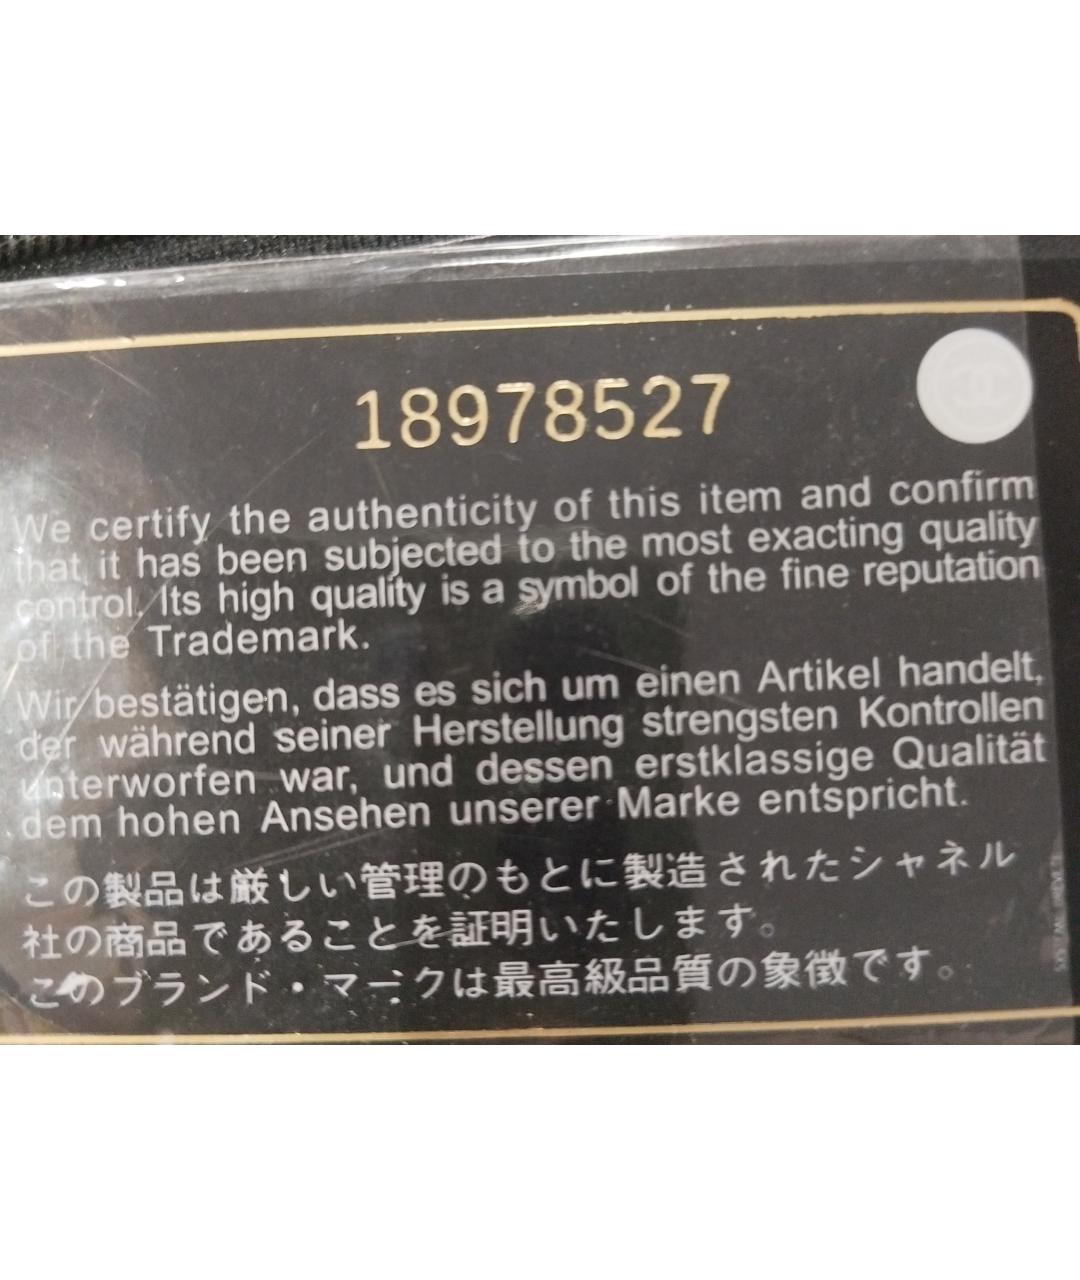 18978527
We certify the authenticity of this item and confirm
that it has been subjected to the most exacting quality
control. Its high quality is a symbol of the fine reputation
of the Trademark.
Wir bestätigen, dass es sich um einen Artikel handelt,
der während seiner Herstellung strengsten Kontrollen
unterworfen war, und dessen erstklassige Qualität
dem hohen Ansehen unserer Marke entspricht.
この製品は厳しい管理のもとに製造されたシャネル
社の商品であることを証明いたします。
このブランド・マークは最高級品質の象徴です。